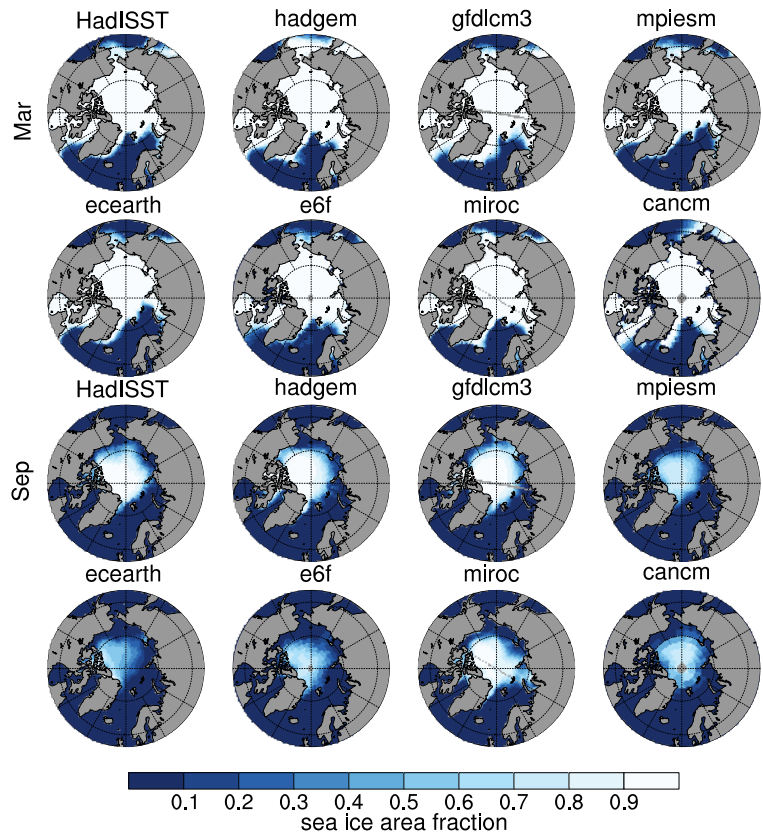 HadISST hadgem gfdlcm3 mpiesm
Mar
ecearth e6f miroc cancm
HadISST hadgem gfdlcm3 mpiesm
Sep
ecearth e6f miroc cancm
0.1 0.2 0.3 0.4 0.5 0.6 0.7 0.8 0.9
sea ice area fraction